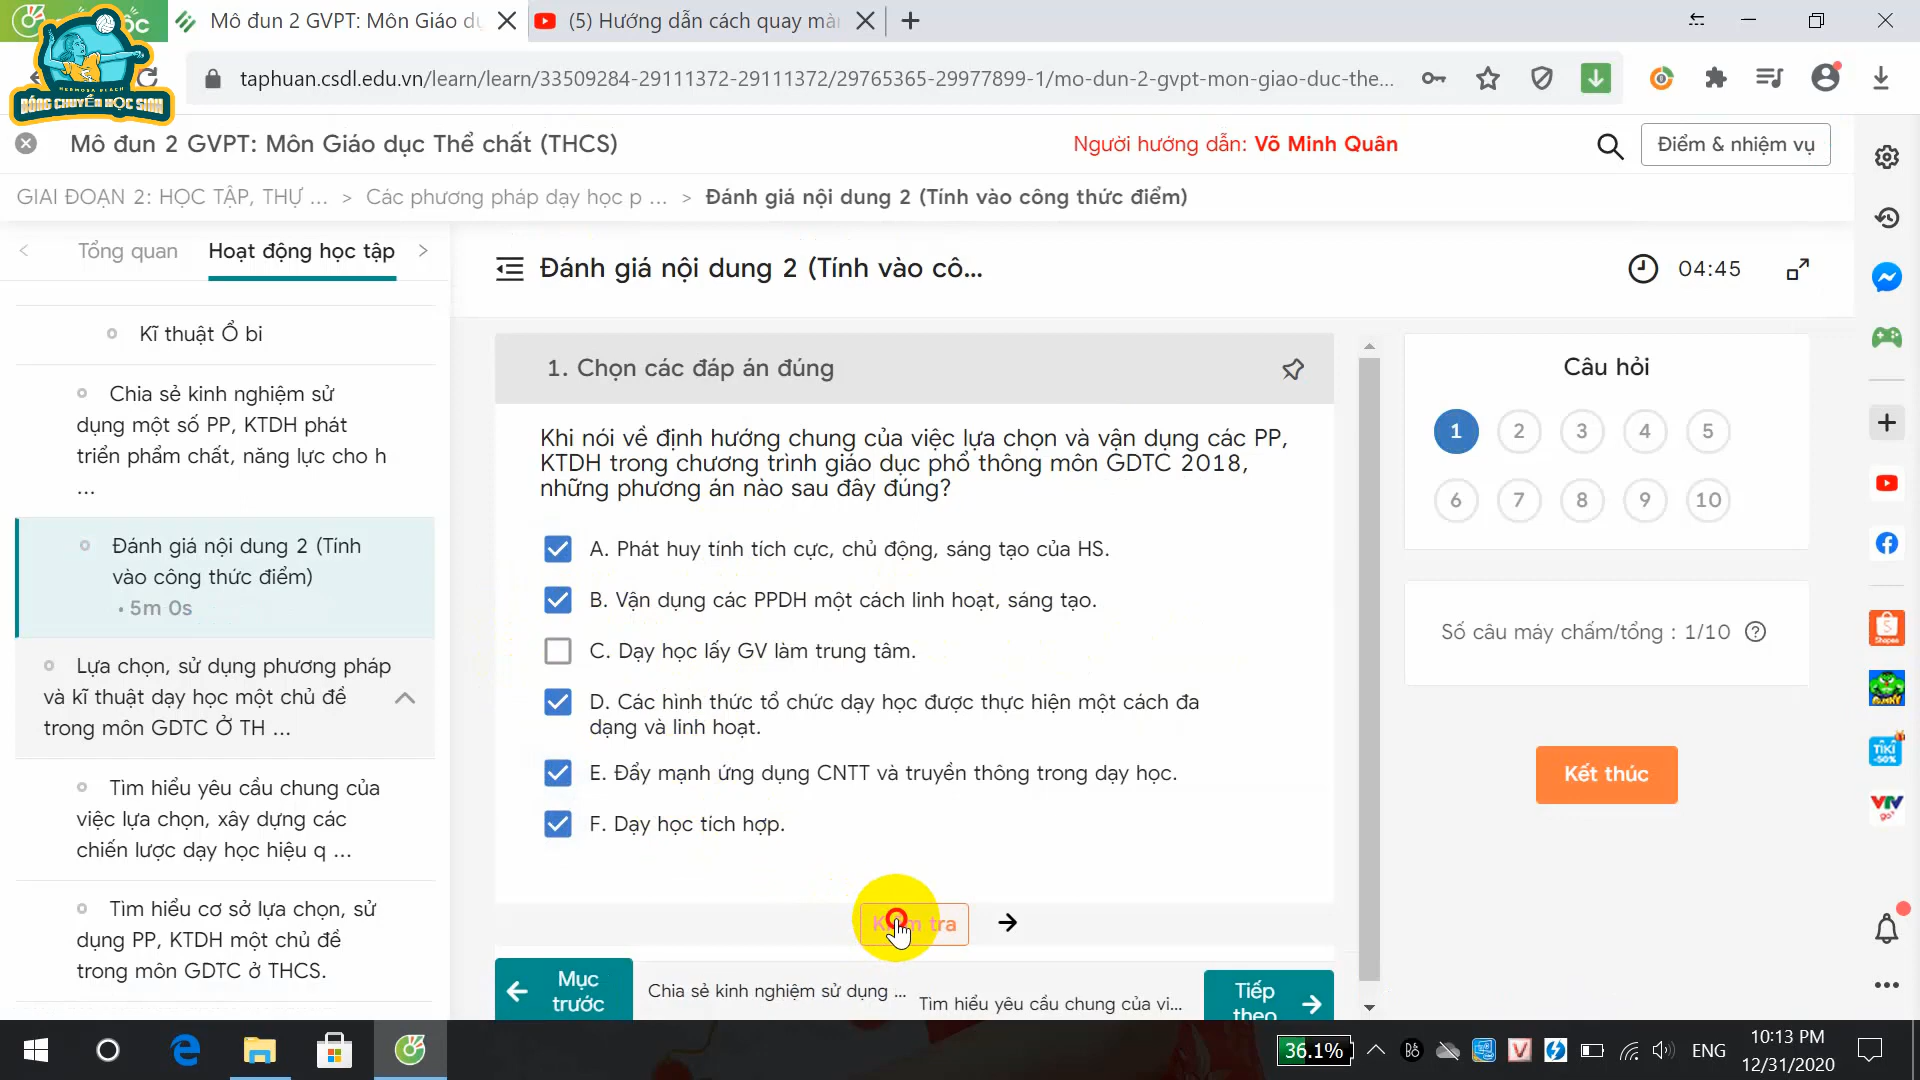 Mô đun 2 GVPT: Môn Giáo dụ
(5) Hướng dẫn cách quay màn
HERMOSA BEACH
BÓNG CHUYỀN HỌC SINH
taphuan.csdl.edu.vn/learn/learn/33509284-29111372-29111372/29765365-29977899-1/mo-dun-2-gvpt-mon-giao-duc-the...
Mô đun 2 GVPT: Môn Giáo dục Thể chất (THCS)
Người hướng dẫn: Võ Minh Quân
Điểm & nhiệm vụ
GIAI ĐOẠN 2: HỌC TẬP, THỰ ... > Các phương pháp dạy học p ... > Đánh giá nội dung 2 (Tính vào công thức điểm)
Tổng quan
Hoạt động học tập
Đánh giá nội dung 2 (Tính vào cô...
04:45
Kĩ thuật Ổ bi
Chia sẻ kinh nghiệm sử
dụng một số PP, KTDH phát
triển phẩm chất, năng lực cho h
...
Đánh giá nội dung 2 (Tính
vào công thức điểm)
• 5m 0s
Lựa chọn, sử dụng phương pháp
và kĩ thuật dạy học một chủ đề
trong môn GDTC Ở TH ...
Tìm hiểu yêu cầu chung của
việc lựa chọn, xây dựng các
chiến lược dạy học hiệu q ...
Tìm hiểu cơ sở lựa chọn, sử
dụng PP, KTDH một chủ đề
trong môn GDTC ở THCS.
1. Chọn các đáp án đúng
Khi nói về định hướng chung của việc lựa chọn và vận dụng các PP,
KTDH trong chương trình giáo dục phổ thông môn GDTC 2018,
những phương án nào sau đây đúng?
A. Phát huy tính tích cực, chủ động, sáng tạo của HS.
B. Vận dụng các PPDH một cách linh hoạt, sáng tạo.
C. Dạy học lấy GV làm trung tâm.
D. Các hình thức tổ chức dạy học được thực hiện một cách đa
dạng và linh hoạt.
E. Đẩy mạnh ứng dụng CNTT và truyền thông trong dạy học.
F. Dạy học tích hợp.
tra
Mục
trước
Chia sẻ kinh nghiệm sử dụng ...
Tìm hiểu yêu cầu chung của vi...
Tiếp
theo
Câu hỏi
1 2 3 4 5
6 7 8 9 10
Số câu máy chấm/tổng : 1/10
Kết thúc
Shopee
TIKI
-50%
VTV
go
36.1%
ENG
10:13 PM
12/31/2020